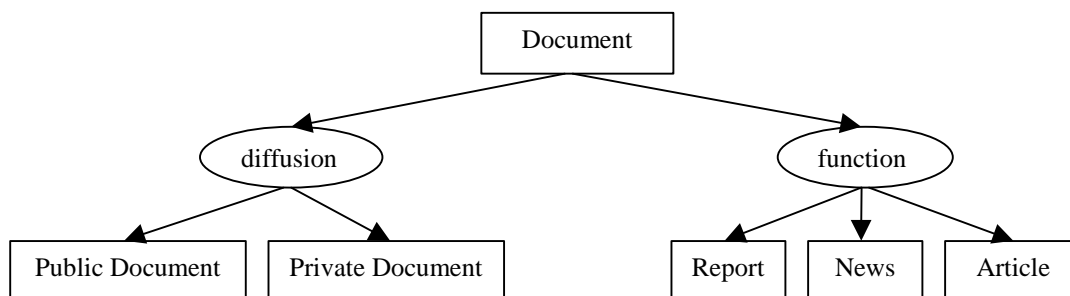 Document
diffusion
function
Public Document
Private Document
Report
News
Article